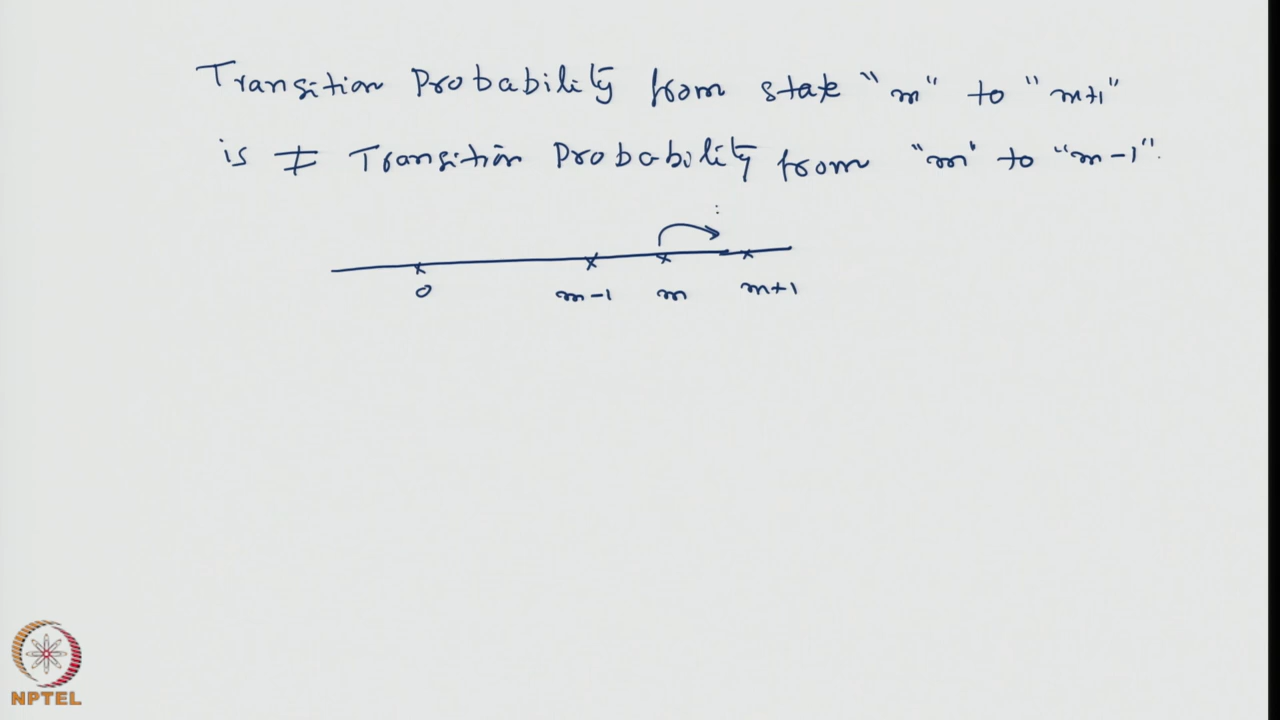 Transition Probability from state "m" to "m+1"
is ≠ Transition Probability from "m" to "m-1".
0 m-1 m m+1
NPTEL